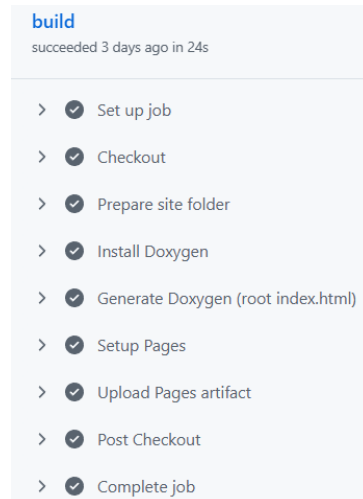 build
succeeded 3 days ago in 24s
Set up job
Checkout
Prepare site folder
Install Doxygen
Generate Doxygen (root index.html)
Setup Pages
Upload Pages artifact
Post Checkout
Complete job